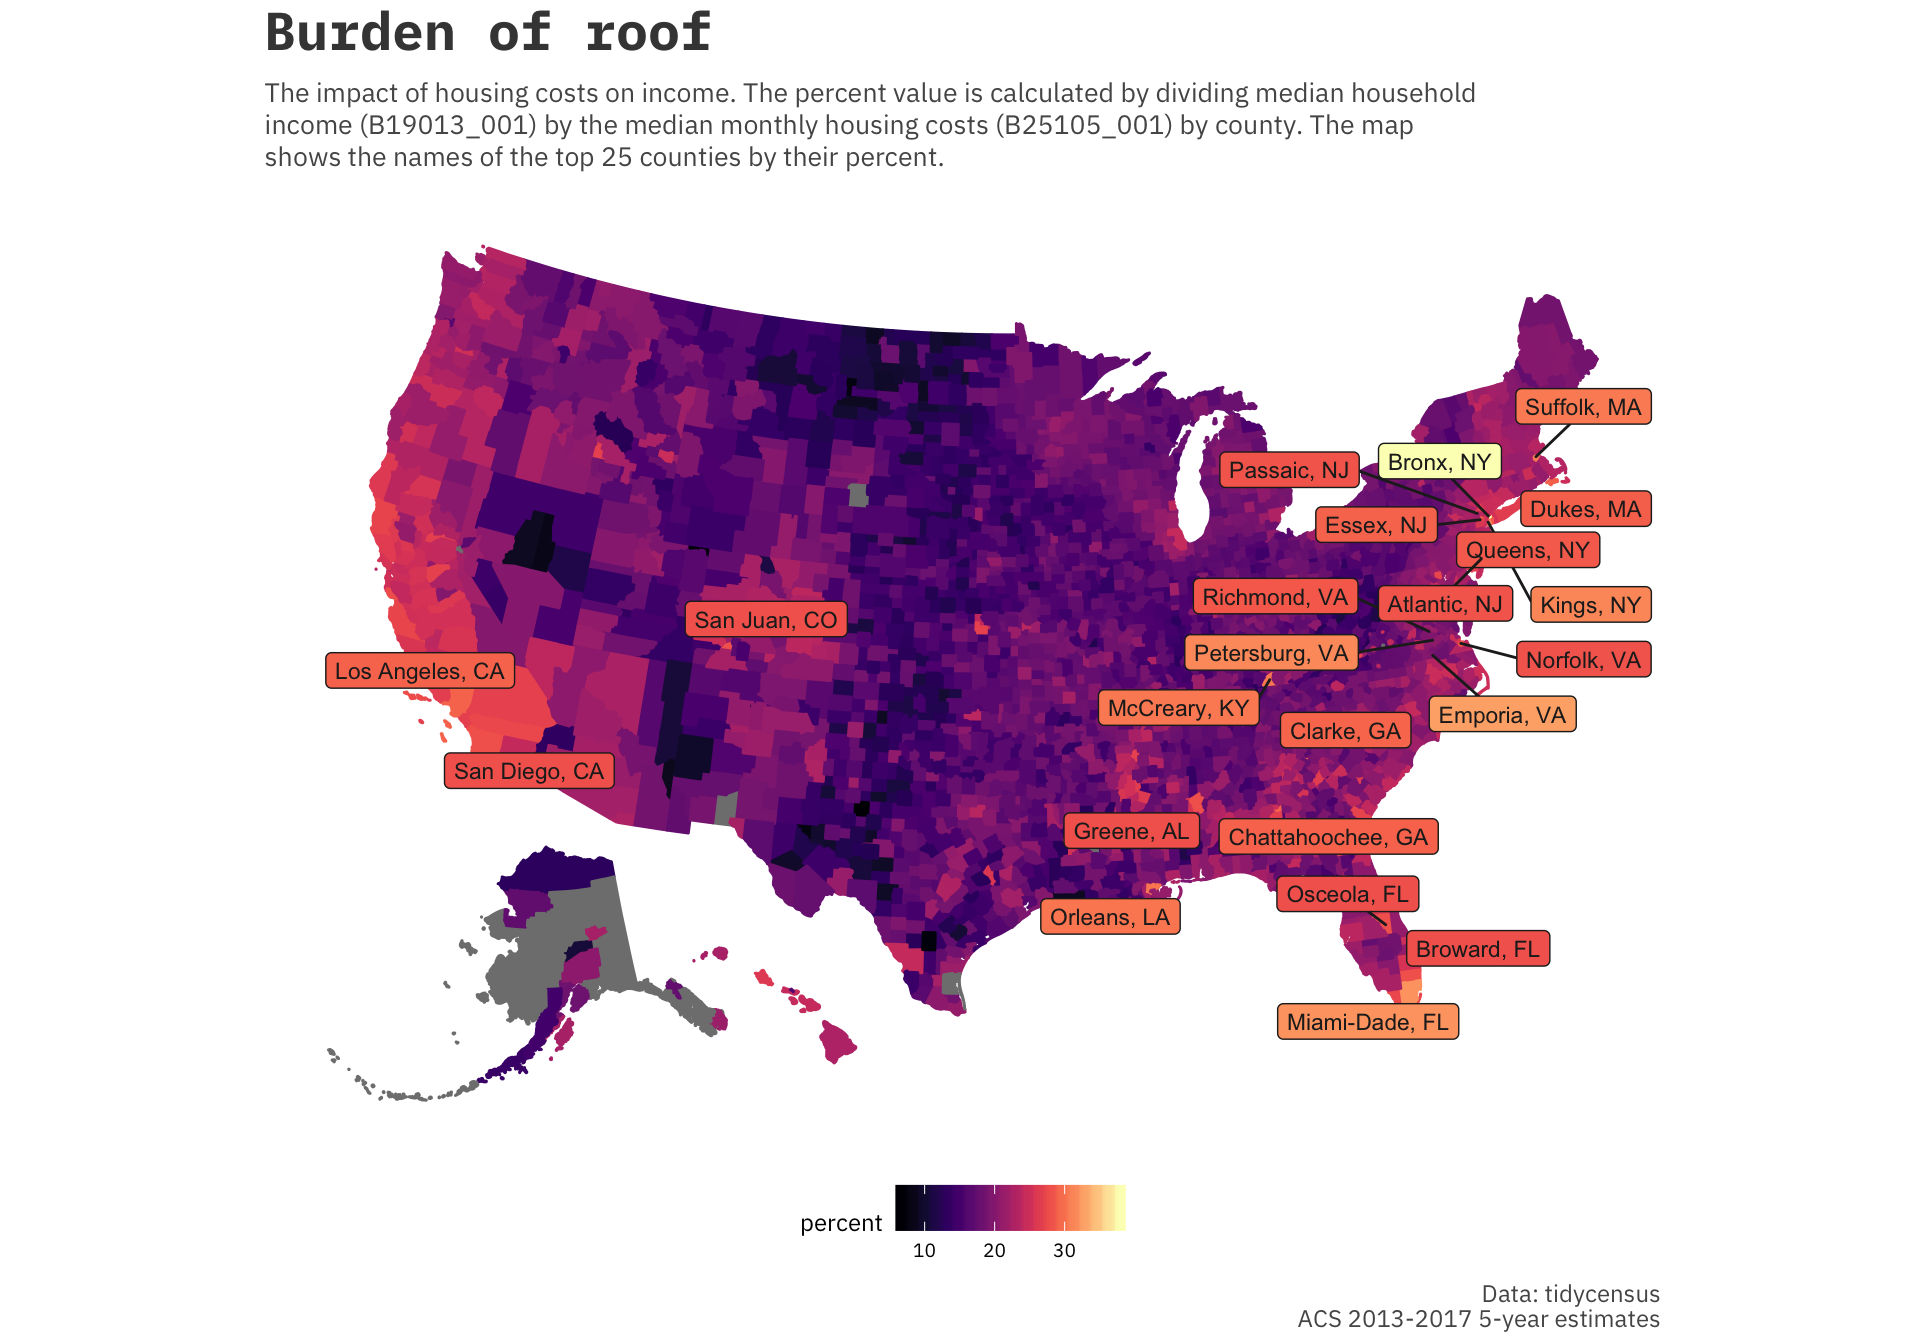 Burden of roof
The impact of housing costs on income. The percent value is calculated by dividing median household
income (B19013_001) by the median monthly housing costs (B25105_001) by county. The map
shows the names of the top 25 counties by their percent.
Suffolk, MA
Bronx, NY
Passaic, NJ
Dukes, MA
Essex, NJ
Queens, NY
Richmond, VA
Atlantic, NJ
Kings, NY
San Juan, CO
Petersburg, VA
Norfolk, VA
Los Angeles, CA
McCreary, KY
Emporia, VA
Clarke, GA
San Diego, CA
Greene, AL
Chattahoochee, GA
Osceola, FL
Orleans, LA
Broward, FL
Miami-Dade, FL
percent
10 20 30
Data: tidycensus
ACS 2013-2017 5-year estimates